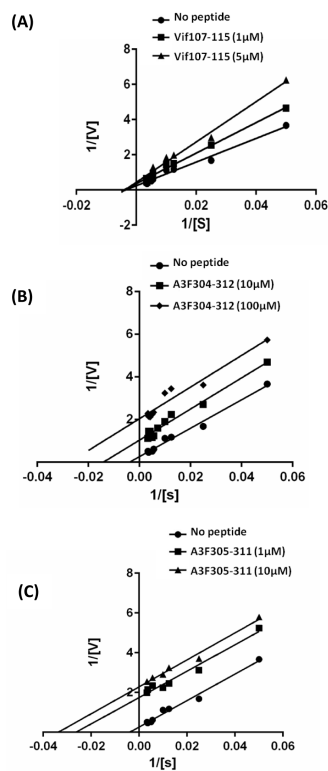 (A)
No peptide
Vif107-115 (1μM)
Vif107-115 (5μM)
1/[V]
8
6
4
2
-2
-0.02 0.00 0.02 0.04 0.06
1/[S]
(B)
No peptide
A3F304-312 (10μM)
A3F304-312 (100μM)
1/[V]
8
6
4
2
-0.04 -0.02 0.00 0.02 0.04 0.06
1/[s]
(C)
No peptide
A3F305-311 (1μM)
A3F305-311 (10μM)
1/[V]
8
6
4
2
-0.04 -0.02 0.00 0.02 0.04 0.06
1/[s]